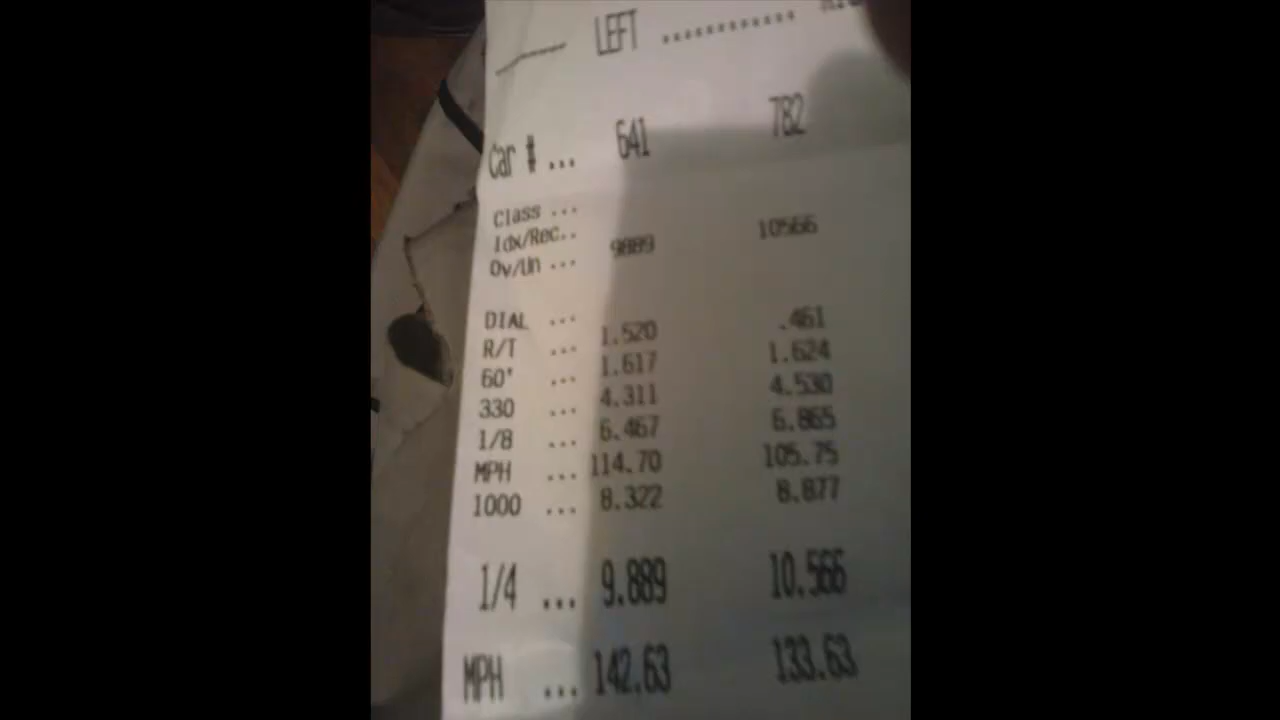 LEFT ............
Car # ... 641 782
Class ...
Idx/Rec.. 9889 10566
Ov/Un ...
DIAL ...
R/T ... 1.520 .461
60' ... 1.617 1.624
330 ... 4.311 4.530
1/8 ... 6.467 6.865
MPH ... 114.70 105.75
1000 ... 8.322 8.877
1/4 ... 9.889 10.566
MPH ... 142.63 133.63